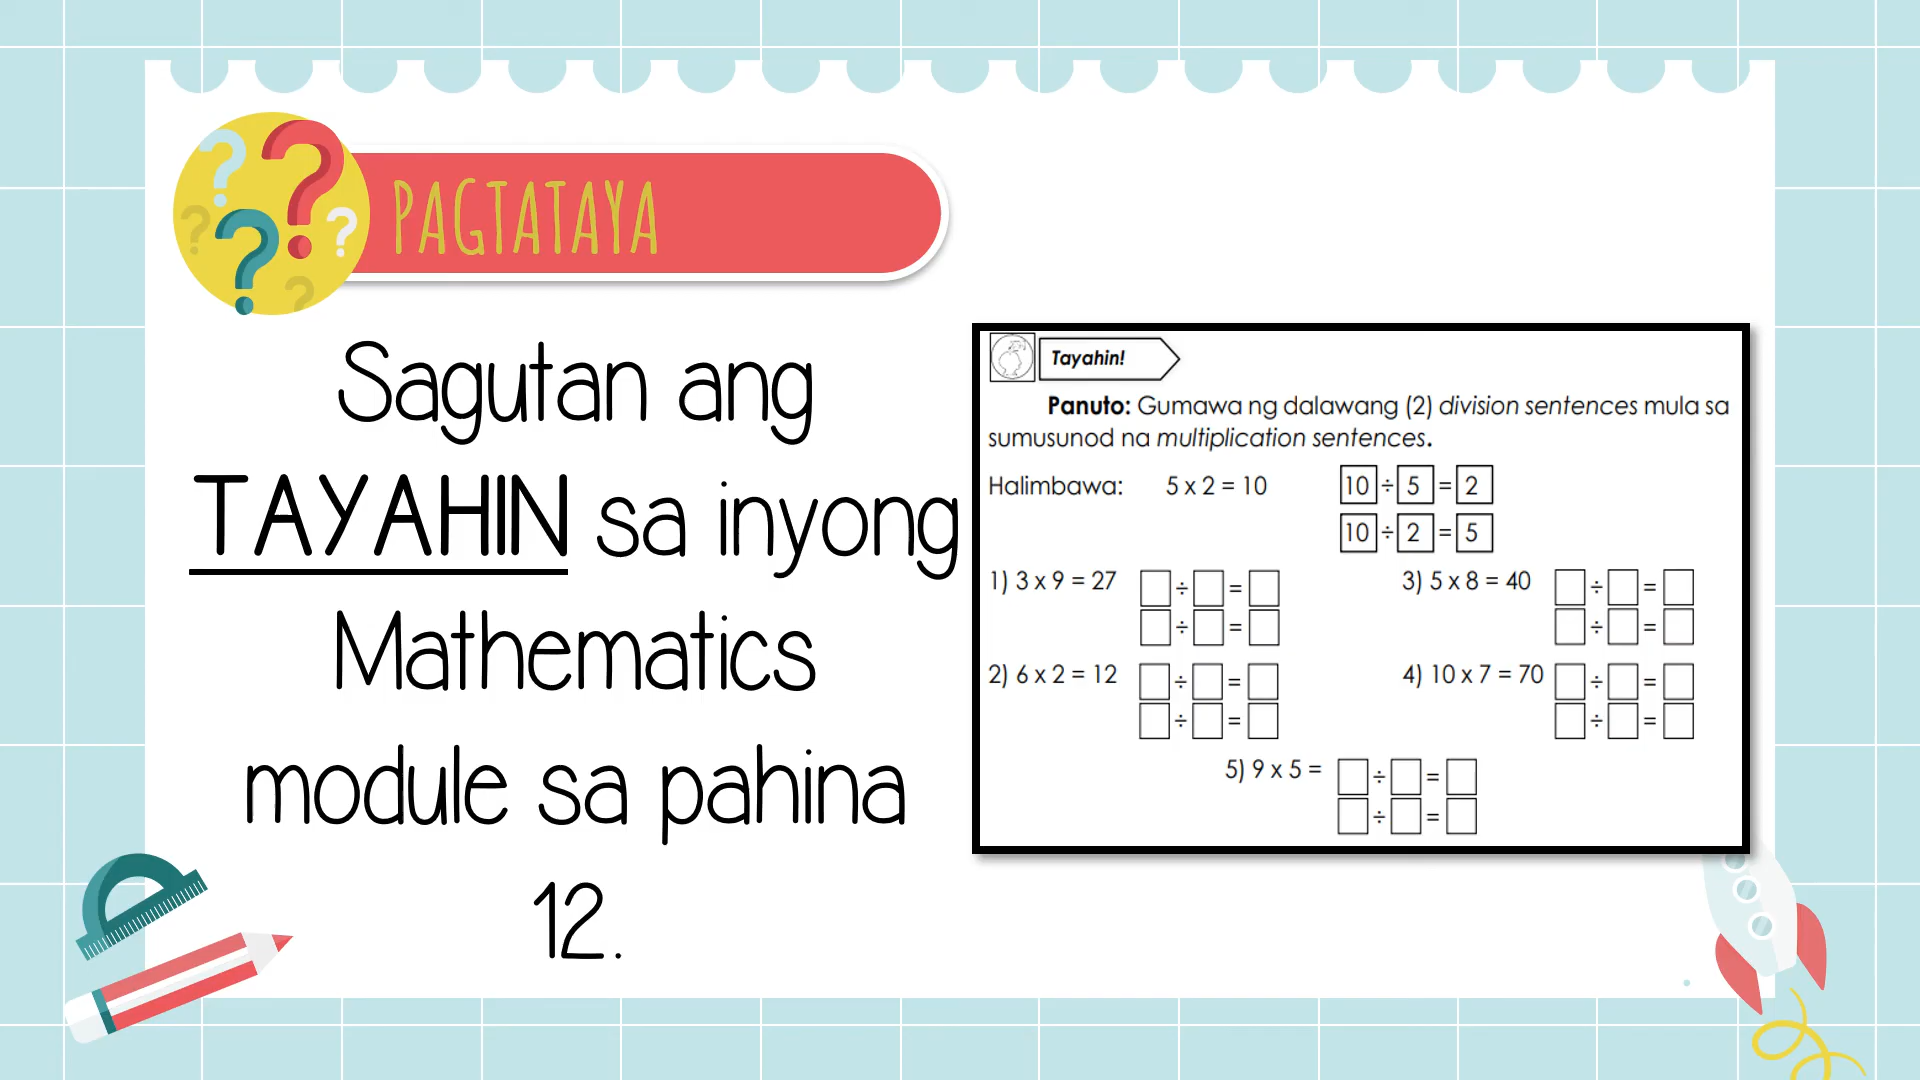 PAGTATAYA
Sagutan ang
TAYAHIN sa inyong
Mathematics
module sa pahina
12.
Tayahin!
Panuto: Gumawa ng dalawang (2) division sentences mula sa
sumusunod na multiplication sentences.
Halimbawa: 5 x 2 = 10 10 ÷ 5 = 2
10 ÷ 2 = 5
1) 3 x 9 = 27 ÷ =
÷ =
3) 5 x 8 = 40 ÷ =
÷ =
2) 6 x 2 = 12 ÷ =
÷ =
4) 10 x 7 = 70 ÷ =
÷ =
5) 9 x 5 = ÷ =
÷ =